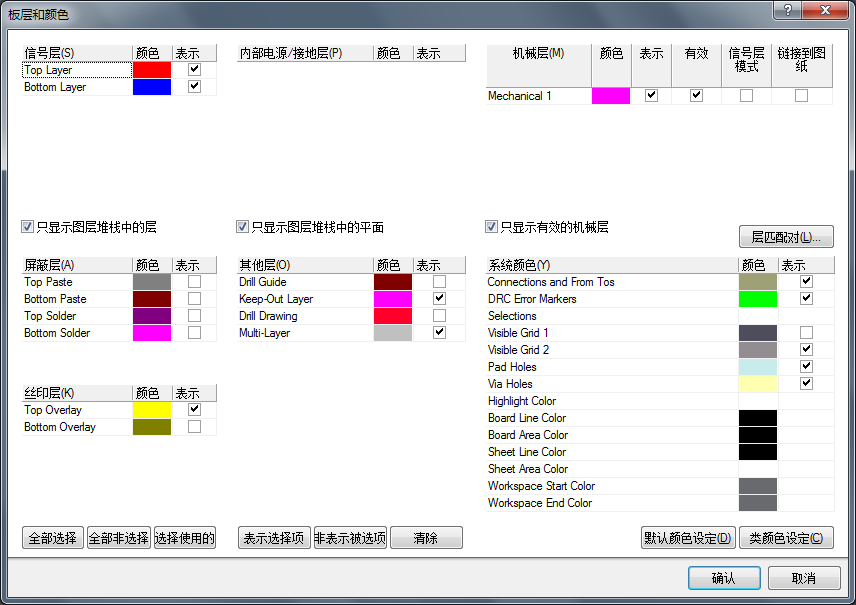 板层和颜色
信号层(S) 颜色 表示
Top Layer
Bottom Layer
内部电源/接地层(P) 颜色 表示
机械层(M) 颜色 表示 有效 信号层模式 链接到图纸
Mechanical 1
只显示图层堆栈中的层
只显示图层堆栈中的平面
只显示有效的机械层
层匹配对(L)...
屏蔽层(A) 颜色 表示
Top Paste
Bottom Paste
Top Solder
Bottom Solder
其他层(O) 颜色 表示
Drill Guide
Keep-Out Layer
Drill Drawing
Multi-Layer
系统颜色(Y) 颜色 表示
Connections and From Tos
DRC Error Markers
Selections
Visible Grid 1
Visible Grid 2
Pad Holes
Via Holes
Highlight Color
Board Line Color
Board Area Color
Sheet Line Color
Sheet Area Color
Workspace Start Color
Workspace End Color
丝印层(K) 颜色 表示
Top Overlay
Bottom Overlay
全部选择 全部非选择 选择使用的 表示选择项 非表示被选项 清除 默认颜色设定(D) 类颜色设定(C)
确认 取消